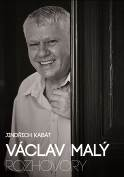 JINDŘICH KABÁT
VÁCLAV MALÝ
ROZHOVORY